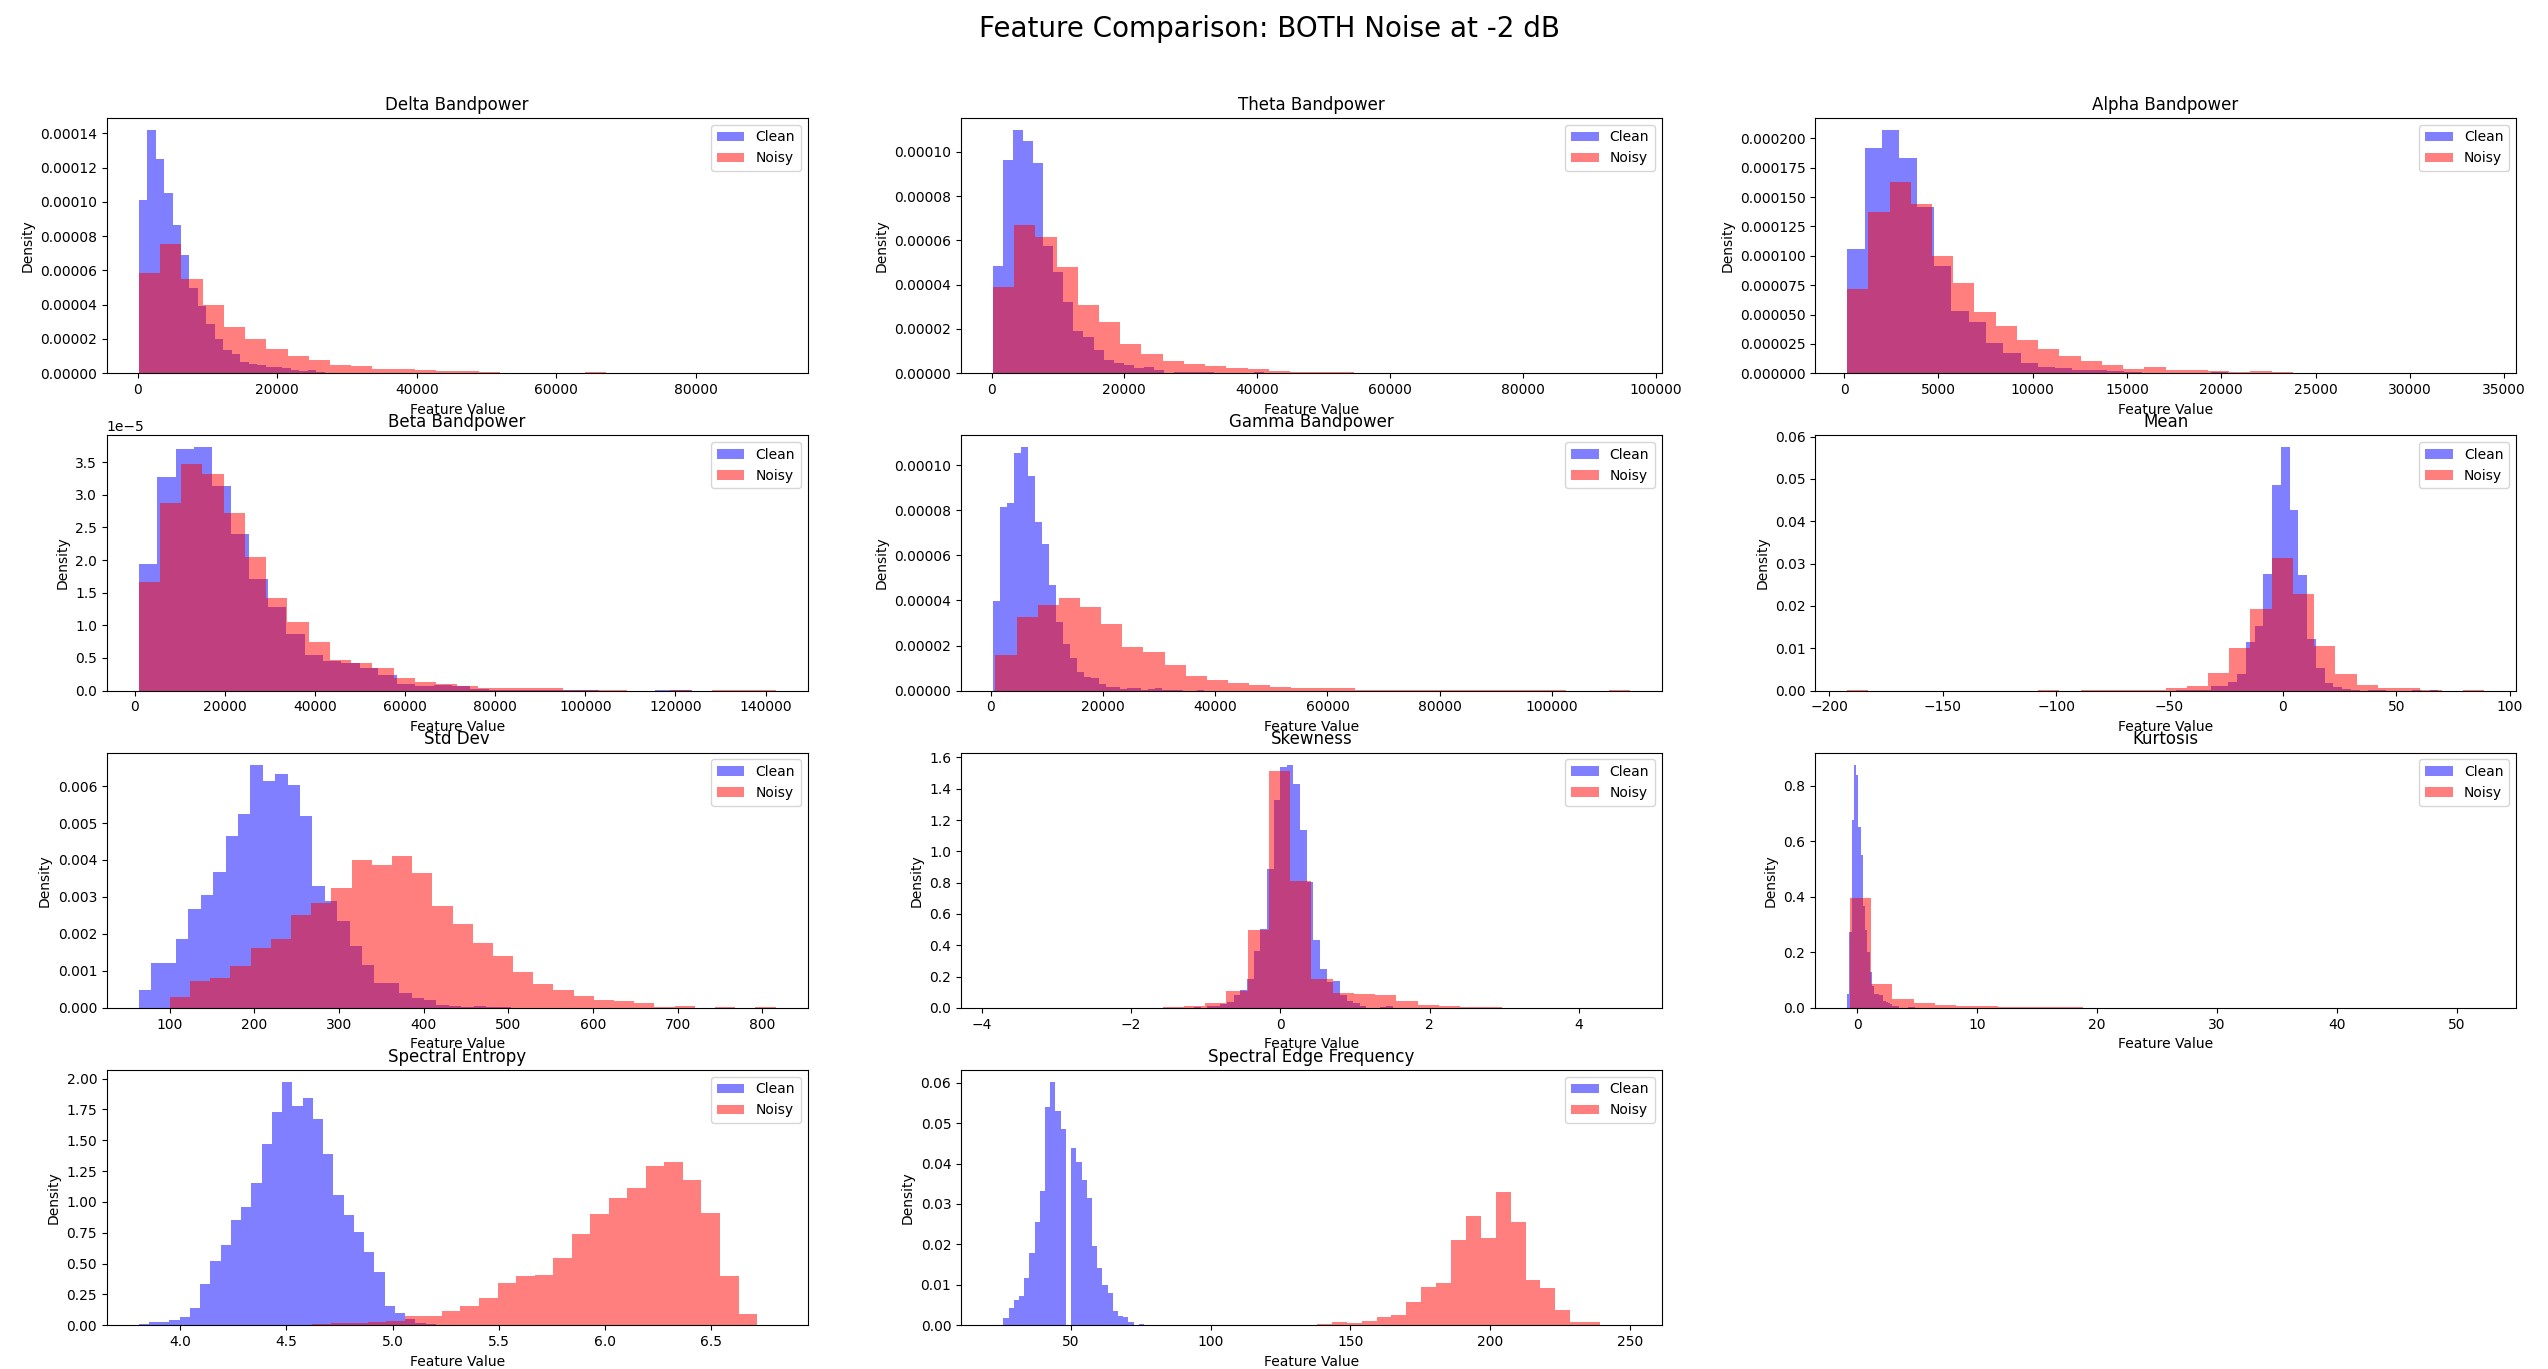 Feature Comparison: BOTH Noise at -2 dB
Delta Bandpower
Density
0.00014
0.00012
0.00010
0.00008
0.00006
0.00004
0.00002
0.00000
0 20000 40000 60000 80000
Feature Value
Clean
Noisy
Theta Bandpower
Density
0.00010
0.00008
0.00006
0.00004
0.00002
0.00000
0 20000 40000 60000 80000 100000
Feature Value
Clean
Noisy
Alpha Bandpower
Density
0.000200
0.000175
0.000150
0.000125
0.000100
0.000075
0.000050
0.000025
0.000000
0 5000 10000 15000 20000 25000 30000 35000
Feature Value
Clean
Noisy
Beta Bandpower
1e−5
Density
3.5
3.0
2.5
2.0
1.5
1.0
0.5
0.0
0 20000 40000 60000 80000 100000 120000 140000
Feature Value
Clean
Noisy
Gamma Bandpower
Density
0.00010
0.00008
0.00006
0.00004
0.00002
0.00000
0 20000 40000 60000 80000 100000
Feature Value
Clean
Noisy
Mean
Density
0.06
0.05
0.04
0.03
0.02
0.01
0.00
−200 −150 −100 −50 0 50 100
Feature Value
Clean
Noisy
Std Dev
Density
0.006
0.005
0.004
0.003
0.002
0.001
0.000
100 200 300 400 500 600 700 800
Feature Value
Clean
Noisy
Skewness
Density
1.6
1.4
1.2
1.0
0.8
0.6
0.4
0.2
0.0
−4 −2 0 2 4
Feature Value
Clean
Noisy
Kurtosis
Density
0.8
0.6
0.4
0.2
0.0
0 10 20 30 40 50
Feature Value
Clean
Noisy
Spectral Entropy
Density
2.00
1.75
1.50
1.25
1.00
0.75
0.50
0.25
0.00
4.0 4.5 5.0 5.5 6.0 6.5
Feature Value
Clean
Noisy
Spectral Edge Frequency
Density
0.06
0.05
0.04
0.03
0.02
0.01
0.00
50 100 150 200 250
Feature Value
Clean
Noisy